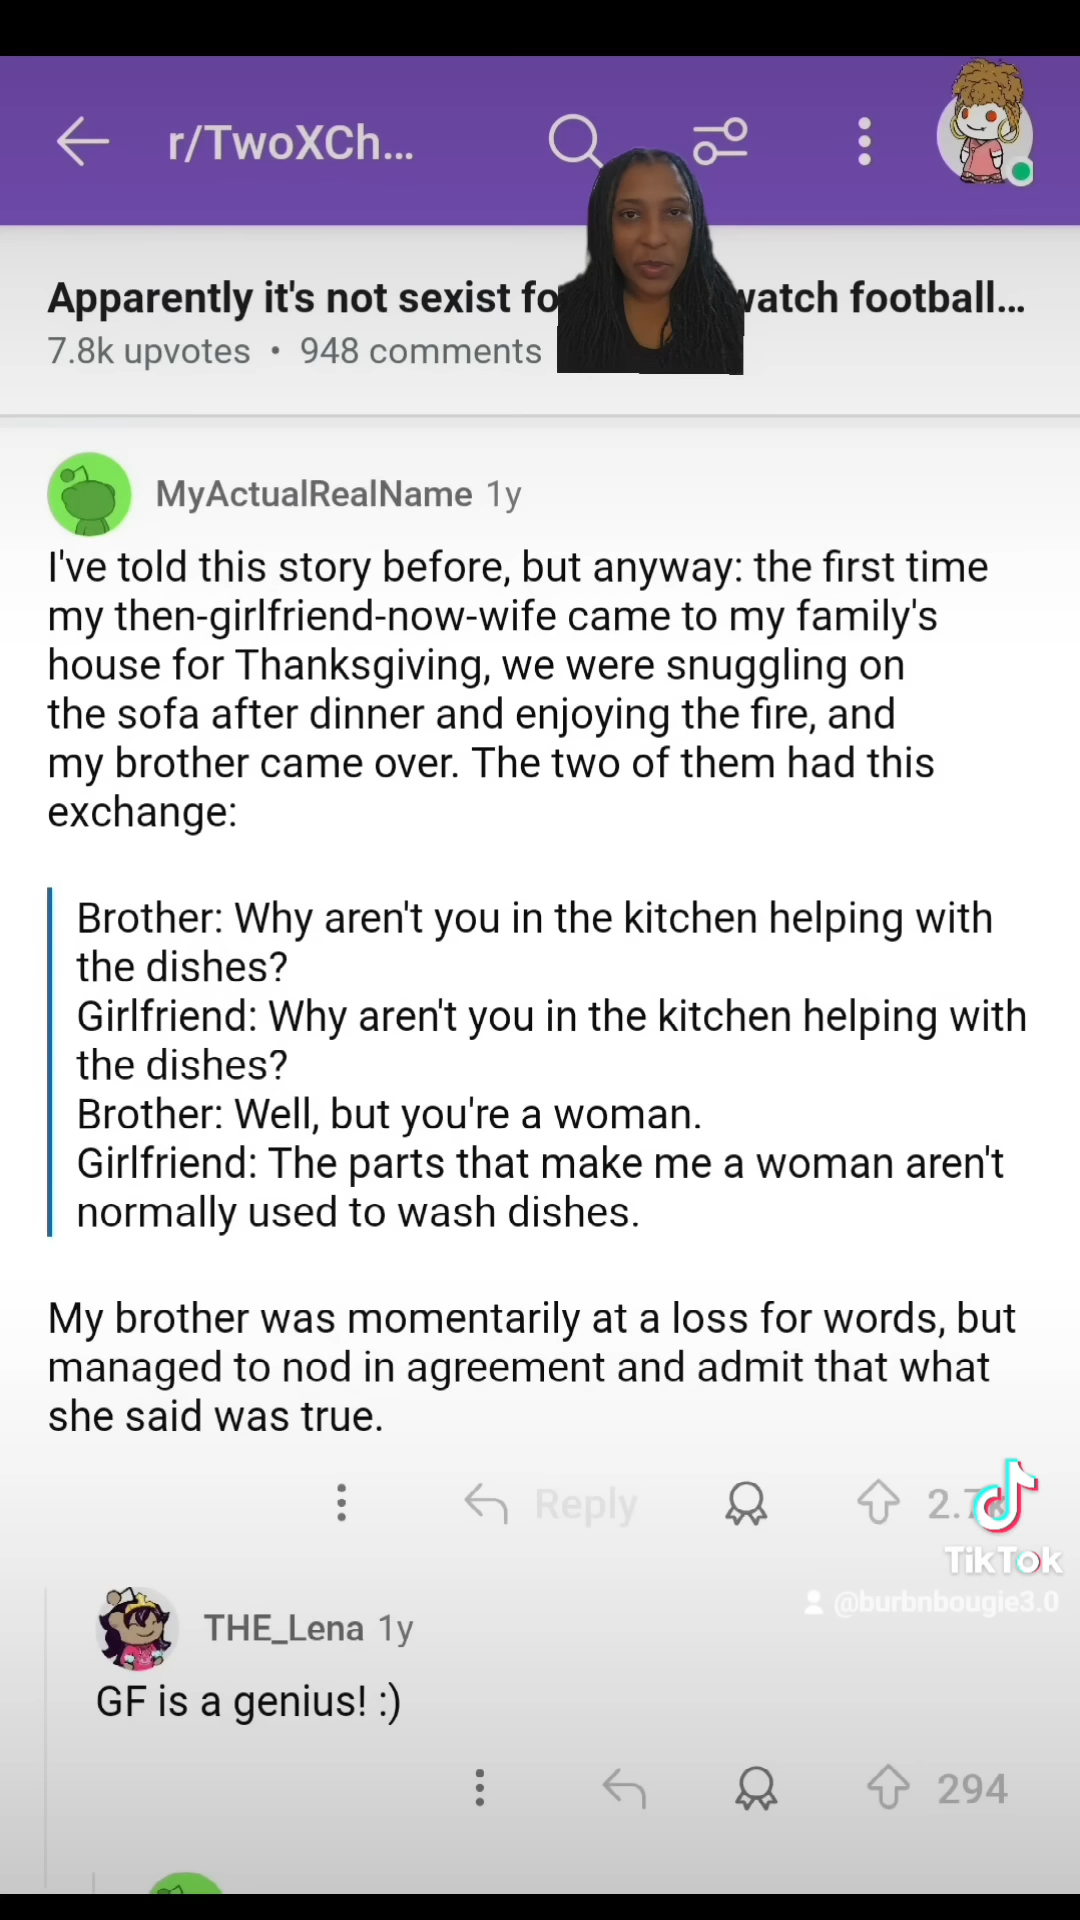 r/TwoXCh...
Apparently it's not sexist fo watch football...
7.8k upvotes • 948 comments
MyActualRealName 1y
I've told this story before, but anyway: the first time
my then-girlfriend-now-wife came to my family's
house for Thanksgiving, we were snuggling on
the sofa after dinner and enjoying the fire, and
my brother came over. The two of them had this
exchange:
Brother: Why aren't you in the kitchen helping with
the dishes?
Girlfriend: Why aren't you in the kitchen helping with
the dishes?
Brother: Well, but you're a woman.
Girlfriend: The parts that make me a woman aren't
normally used to wash dishes.
My brother was momentarily at a loss for words, but
managed to nod in agreement and admit that what
she said was true.
Reply 2.7k
TikTok
@burbnbougie3.0
THE_Lena 1y
GF is a genius! :)
294